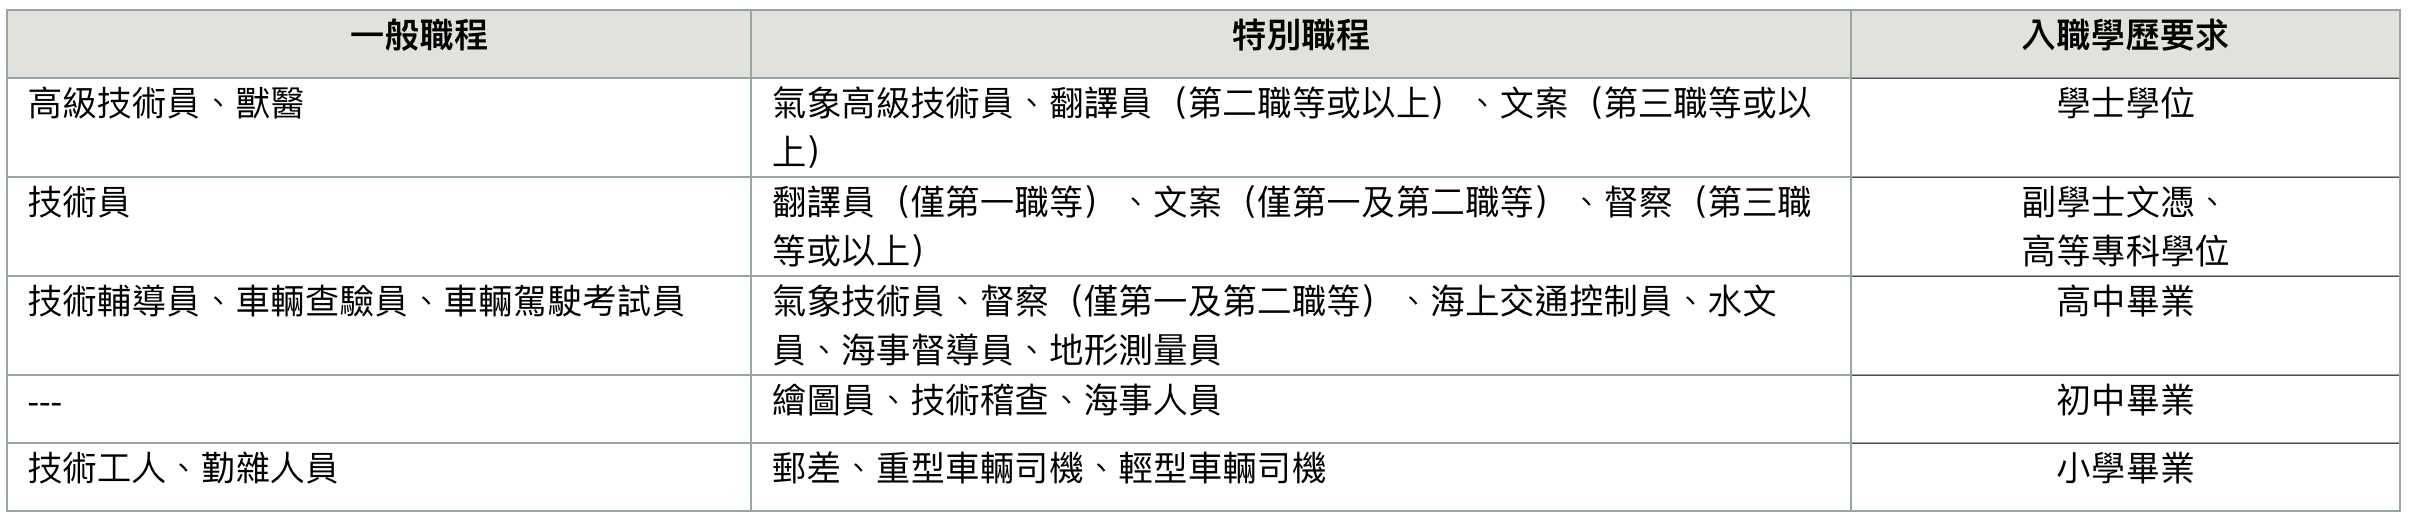 一般職程 特別職程 入職學歷要求
高級技術員、獸醫 氣象高級技術員、翻譯員（第二職等或以上）、文案（第三職等或以 學士學位
上）
技術員 翻譯員（僅第一職等）、文案（僅第一及第二職等）、督察（第三職 副學士文憑、
等或以上） 高等專科學位
技術輔導員、車輛查驗員、車輛駕駛考試員 氣象技術員、督察（僅第一及第二職等）、海上交通控制員、水文 高中畢業
員、海事督導員、地形測量員
--- 繪圖員、技術稽查、海事人員 初中畢業
技術工人、勤雜人員 郵差、重型車輛司機、輕型車輛司機 小學畢業